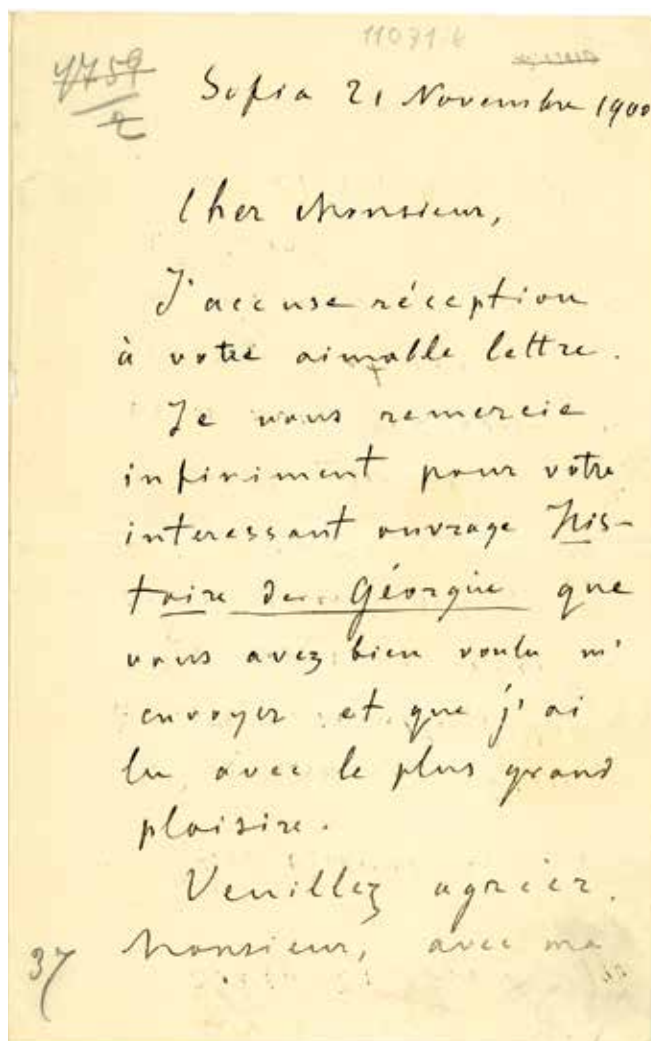 11071 t
4759
2
Sofia 21 Novembre 1900
Cher Monsieur,
J'accuse réception
à votre aimable lettre.
Je vous remercie
infiniment pour votre
interessant ouvrage His-
toire de Géorgie que
vous avez bien voulu m'
envoyer et que j'ai
lu avec le plus grand
plaisire.
Veuillez agréer,
Monsieur, avec ma
37